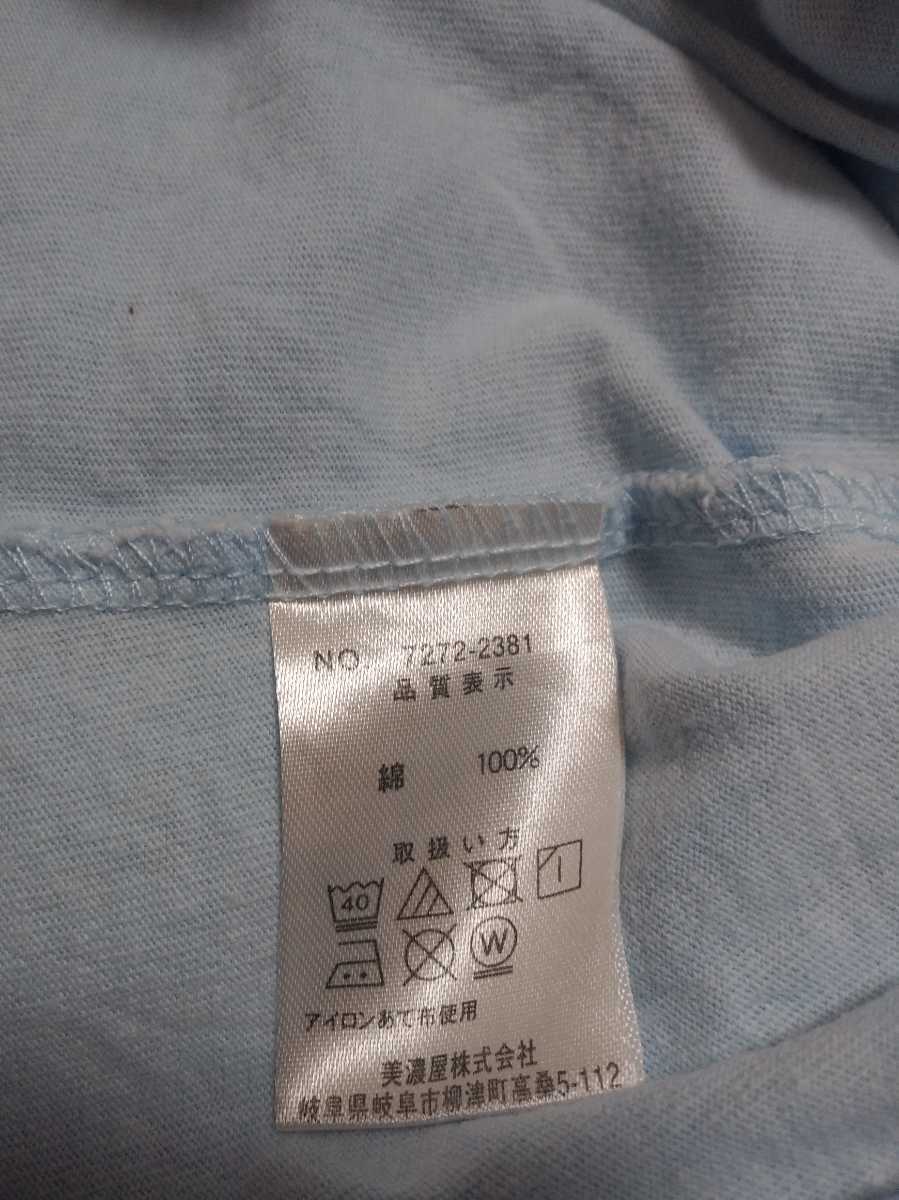 NO. 7272-2381
品質表示
綿 100%
取扱い方
40
W
アイロンあて布使用
美濃屋株式会社
岐阜県岐阜市柳津町高桑5-112